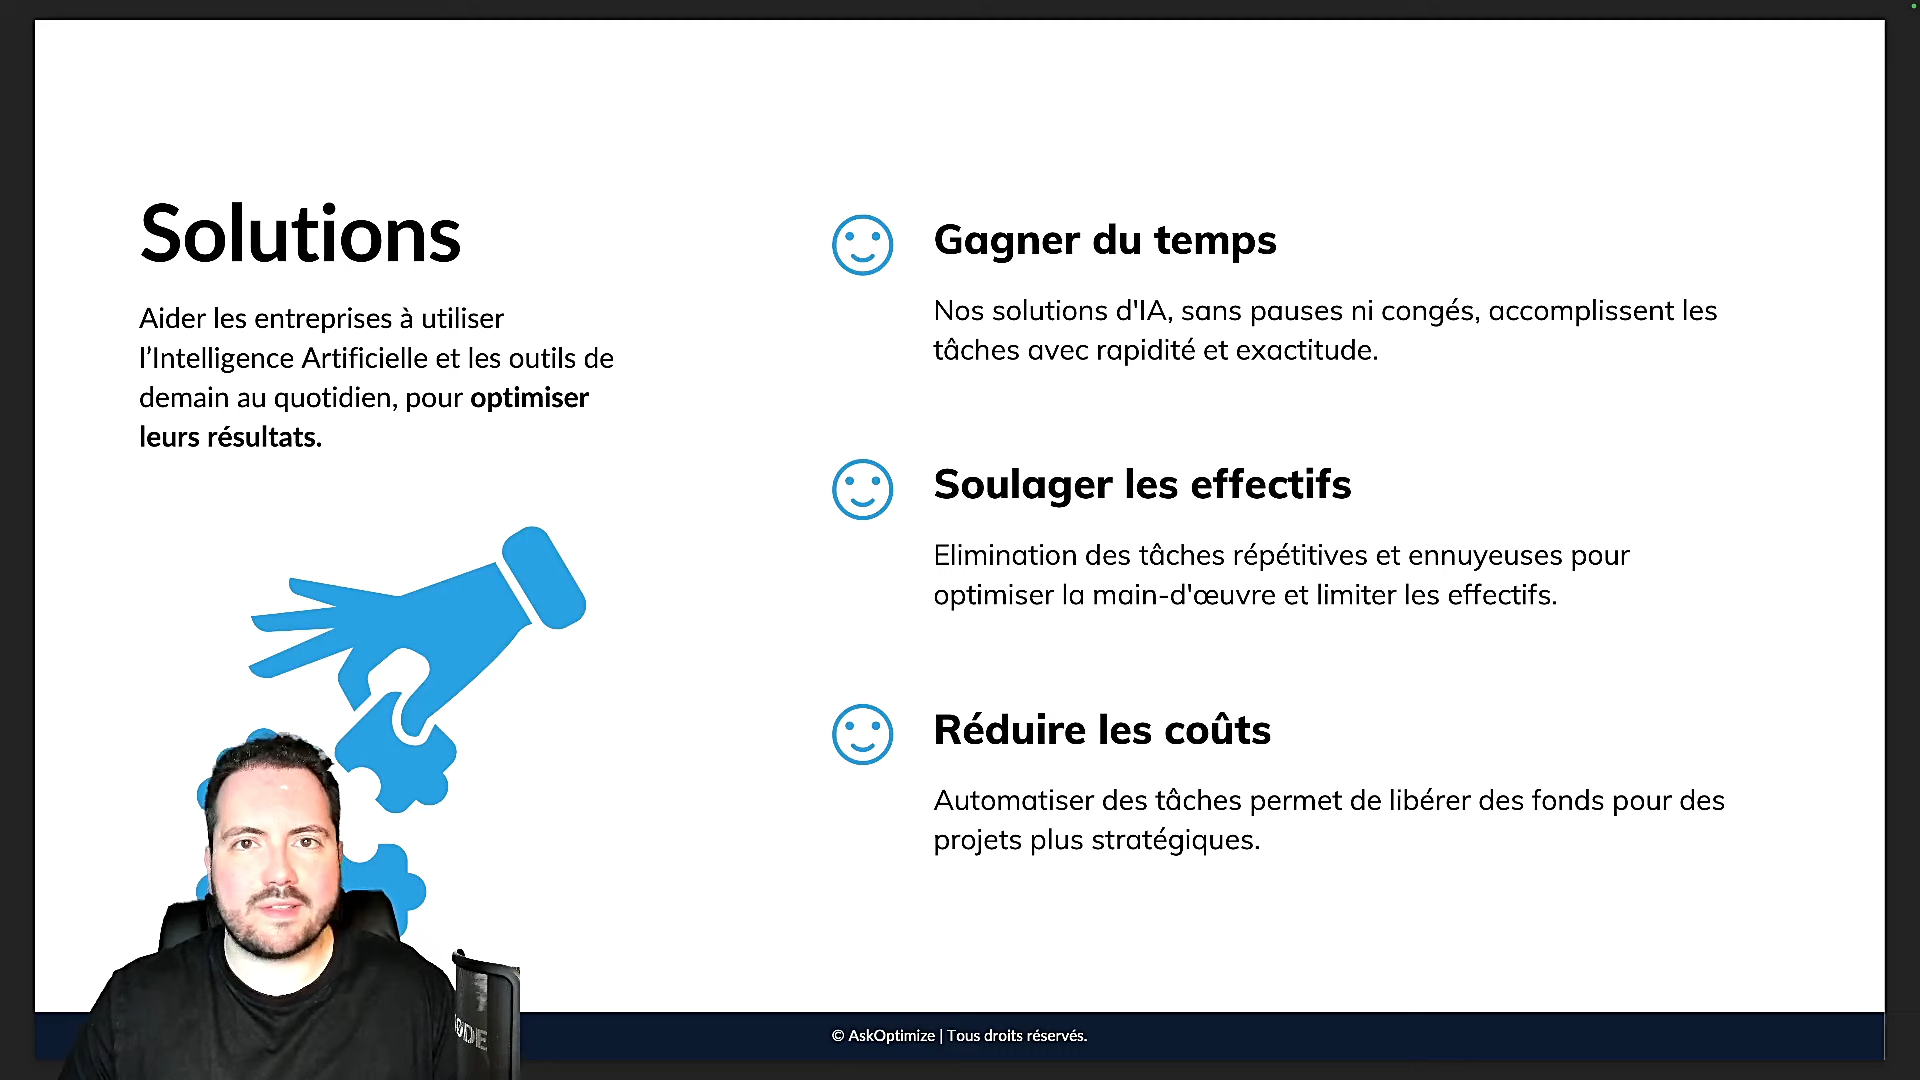 Solutions
Aider les entreprises à utiliser
l’Intelligence Artificielle et les outils de
demain au quotidien, pour optimiser
leurs résultats.
Gagner du temps
Nos solutions d'IA, sans pauses ni congés, accomplissent les
tâches avec rapidité et exactitude.
Soulager les effectifs
Elimination des tâches répétitives et ennuyeuses pour
optimiser la main-d'œuvre et limiter les effectifs.
Réduire les coûts
Automatiser des tâches permet de libérer des fonds pour des
projets plus stratégiques.
© AskOptimize | Tous droits réservés.